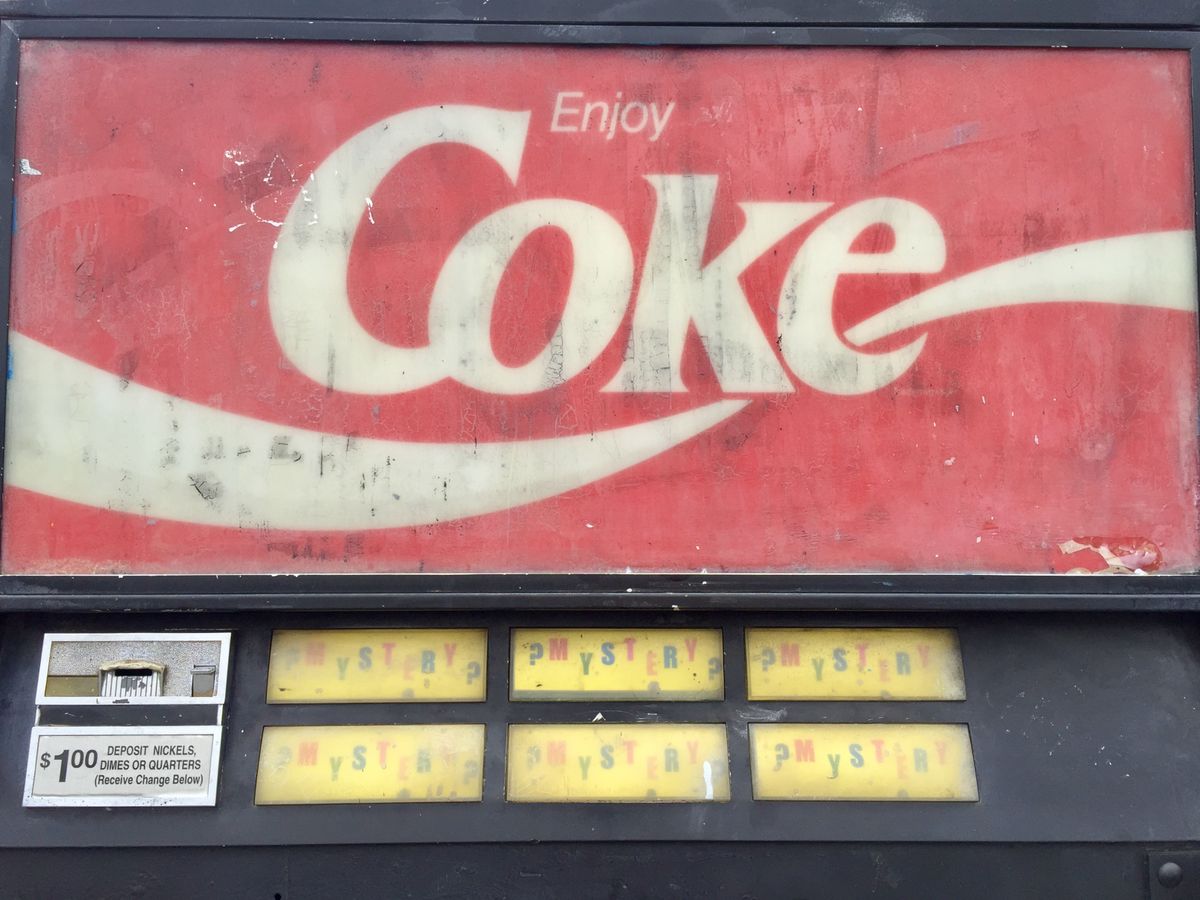 Enjoy
Coke
?MYSTERY?
?MYSTERY?
?MYSTERY
?MYSTERY
?MYSTERY
?MYSTERY
$1.00 DEPOSIT NICKELS,
DIMES OR QUARTERS
(Receive Change Below)